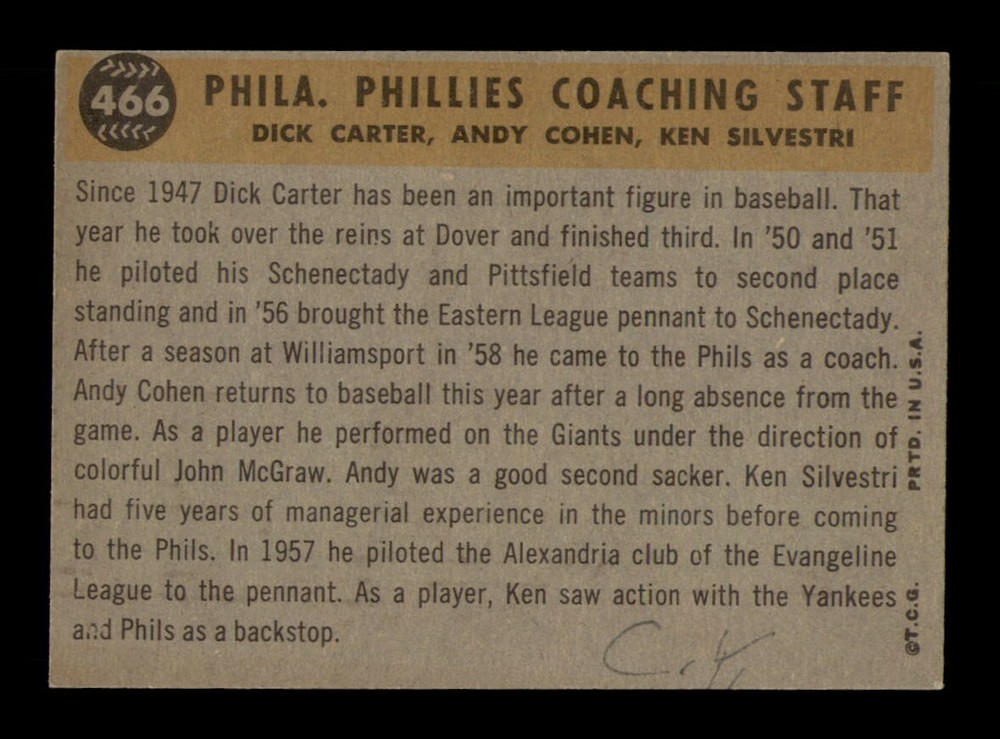 466
PHILA. PHILLIES COACHING STAFF
DICK CARTER, ANDY COHEN, KEN SILVESTRI
Since 1947 Dick Carter has been an important figure in baseball. That
year he took over the reins at Dover and finished third. In '50 and '51
he piloted his Schenectady and Pittsfield teams to second place
standing and in '56 brought the Eastern League pennant to Schenectady.
After a season at Williamsport in '58 he came to the Phils as a coach.
Andy Cohen returns to baseball this year after a long absence from the
game. As a player he performed on the Giants under the direction of
colorful John McGraw. Andy was a good second sacker. Ken Silvestri
had five years of managerial experience in the minors before coming
to the Phils. In 1957 he piloted the Alexandria club of the Evangeline
League to the pennant. As a player, Ken saw action with the Yankees
and Phils as a backstop.
©T.C.G. PRTD. IN U.S.A.